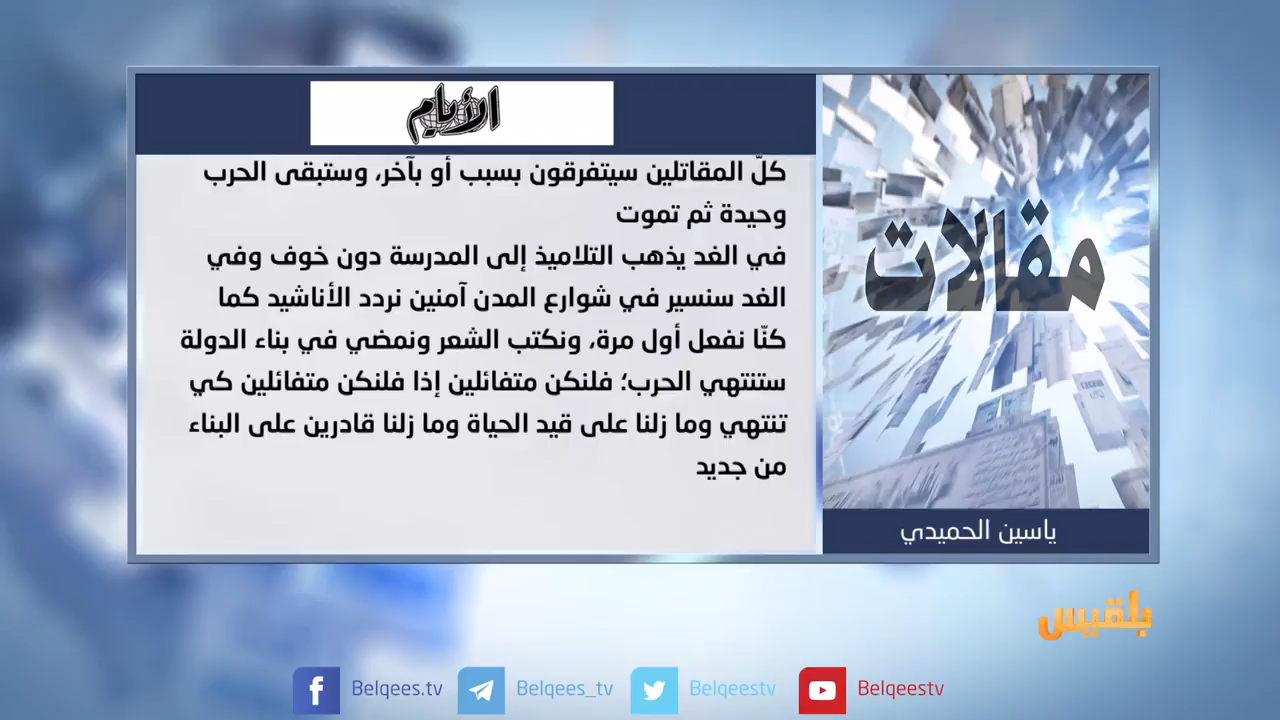 الأيام
كلّ المقاتلين سيتفرقون بسبب أو بآخر، وستبقى الحرب
وحيدة ثم تموت
في الغد يذهب التلاميذ إلى المدرسة دون خوف وفي
الغد سنسير في شوارع المدن آمنين نردد الأناشيد كما
كنّا نفعل أول مرة، ونكتب الشعر ونمضي في بناء الدولة
ستنتهي الحرب؛ فلنكن متفائلين إذا فلنكن متفائلين كي
تنتهي وما زلنا على قيد الحياة وما زلنا قادرين على البناء
من جديد
مقالات
ياسين الحميدي
بلقيس
Belqees.tv
Belqees_tv
Belqeestv
Belqeestv